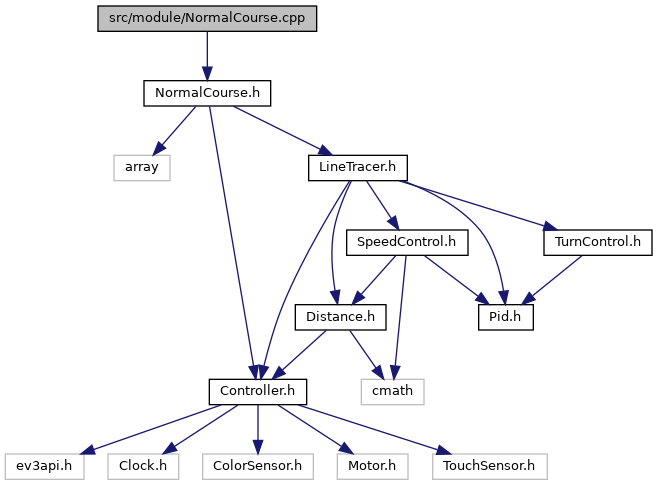 src/module/NormalCourse.cpp
NormalCourse.h
array
LineTracer.h
SpeedControl.h
TurnControl.h
Distance.h
Pid.h
Controller.h
cmath
ev3api.h
Clock.h
ColorSensor.h
Motor.h
TouchSensor.h